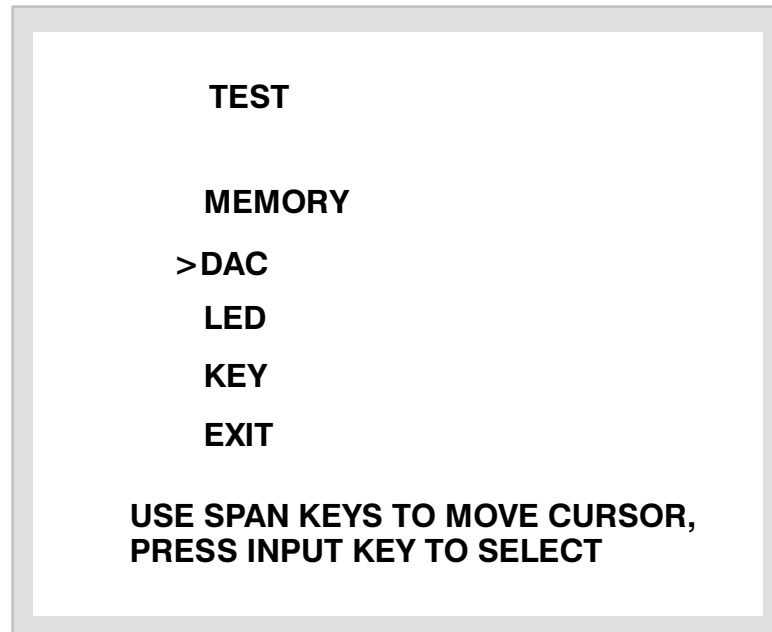 TEST
MEMORY
>DAC
LED
KEY
EXIT
USE SPAN KEYS TO MOVE CURSOR,
PRESS INPUT KEY TO SELECT